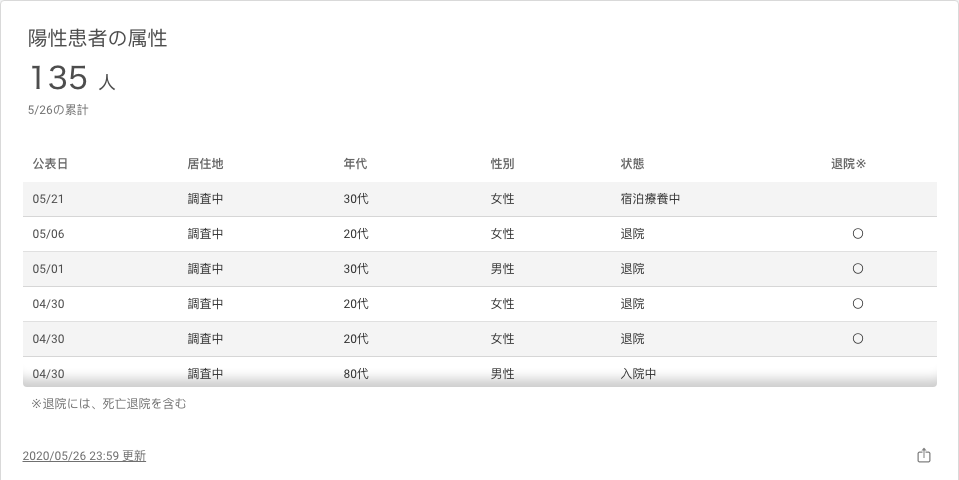 陽性患者の属性
135 人
5/26の累計
公表日 居住地 年代 性別 状態 退院※
05/21 調査中 30代 女性 宿泊療養中
05/06 調査中 20代 女性 退院 〇
05/01 調査中 30代 男性 退院 〇
04/30 調査中 20代 女性 退院 〇
04/30 調査中 20代 女性 退院 〇
04/30 調査中 80代 男性 入院中
※退院には、死亡退院を含む
2020/05/26 23:59 更新